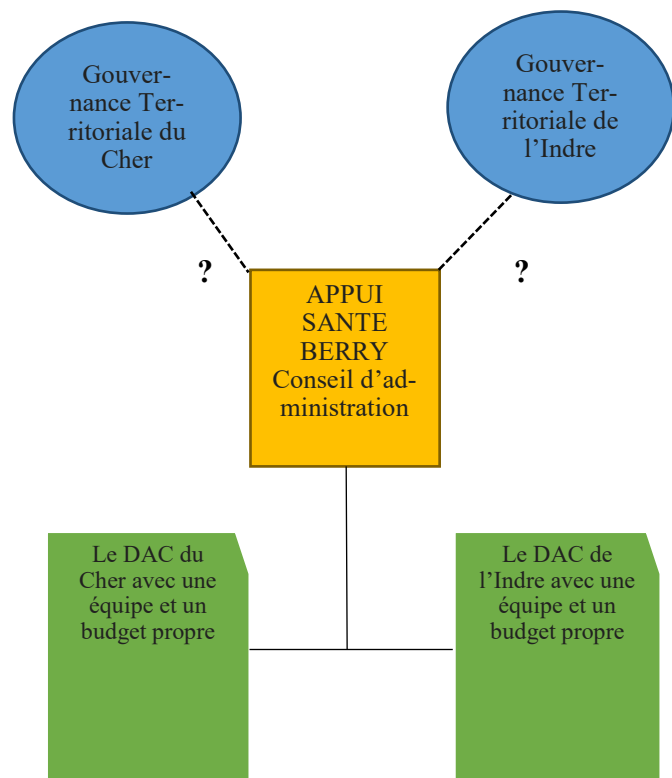 Gouver-
nance Ter-
ritoriale du
Cher
Gouver-
nance Ter-
ritoriale de
l’Indre
?
?
APPUI
SANTE
BERRY
Conseil d’ad-
ministration
Le DAC du
Cher avec une
équipe et un
budget propre
Le DAC de
l’Indre avec une
équipe et un
budget propre